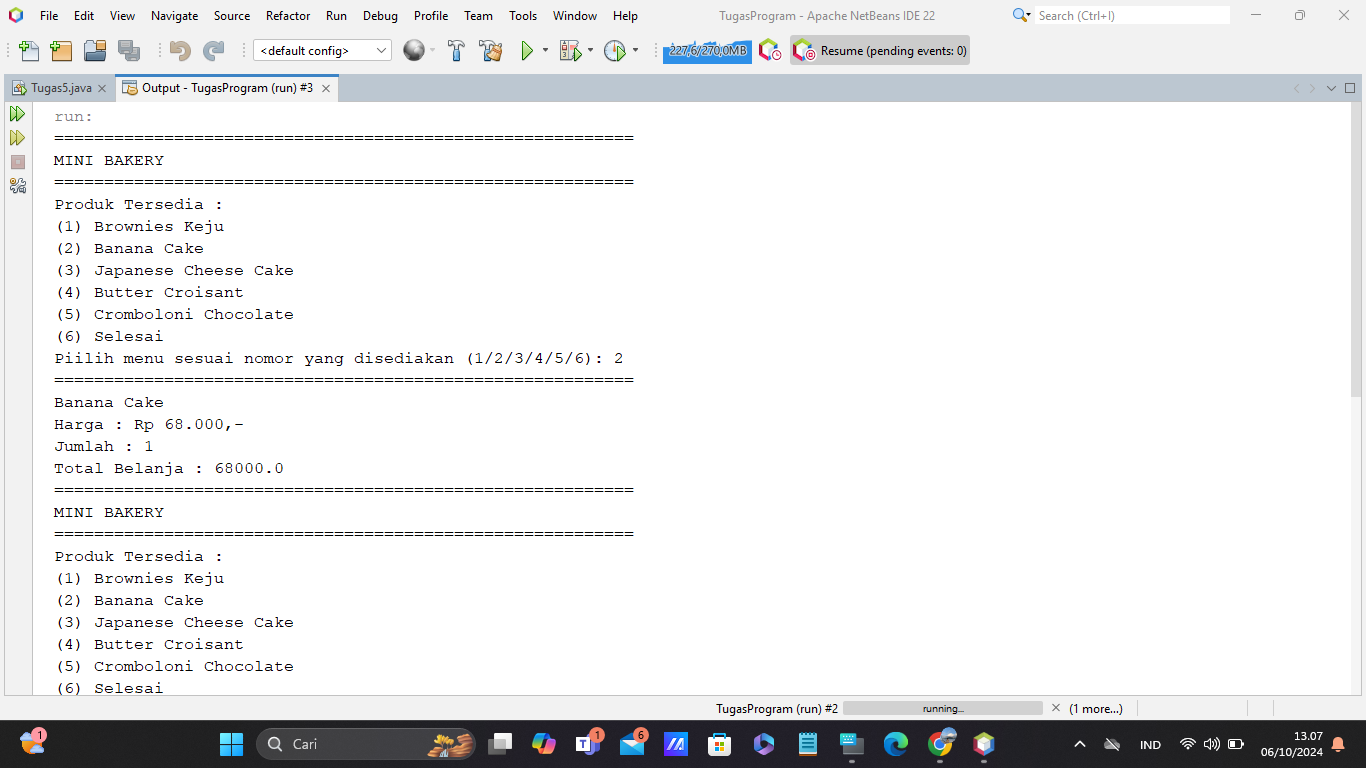 File Edit View Navigate Source Refactor Run Debug Profile Team Tools Window Help TugasProgram - Apache NetBeans IDE 22 Search (Ctrl+I)
<default config> 227,6/270,0MB Resume (pending events: 0)
Tugas5.java Output - TugasProgram (run) #3
run:
==========================================================
MINI BAKERY
==========================================================
Produk Tersedia :
(1) Brownies Keju
(2) Banana Cake
(3) Japanese Cheese Cake
(4) Butter Croisant
(5) Cromboloni Chocolate
(6) Selesai
Piilih menu sesuai nomor yang disediakan (1/2/3/4/5/6): 2
==========================================================
Banana Cake
Harga : Rp 68.000,-
Jumlah : 1
Total Belanja : 68000.0
==========================================================
MINI BAKERY
==========================================================
Produk Tersedia :
(1) Brownies Keju
(2) Banana Cake
(3) Japanese Cheese Cake
(4) Butter Croisant
(5) Cromboloni Chocolate
(6) Selesai
TugasProgram (run) #2 running... (1 more...)
1 Cari 1 6 IND 13.07
06/10/2024